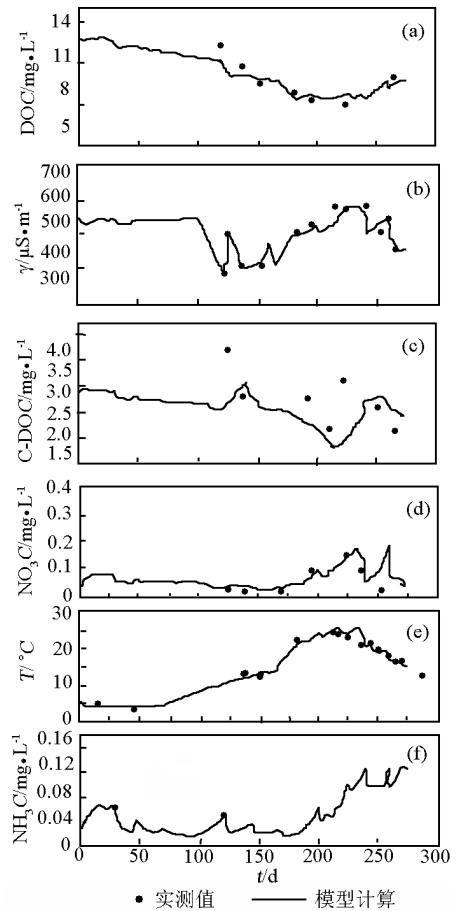 (a)
DOC/mg•L⁻¹
14
11
8
5
(b)
γ/μS•m⁻¹
700
600
500
400
300
200
(c)
C-DOC/mg•L⁻¹
4.0
3.5
3.0
2.5
2.0
1.5
(d)
NO₃C/mg•L⁻¹
0.4
0.3
0.2
0.1
0
(e)
T/°C
30
20
10
0
(f)
NH₃C/mg•L⁻¹
0.16
0.12
0.08
0.04
0
0 50 100 150 200 250 300
t/d
● 实测值 —— 模型计算